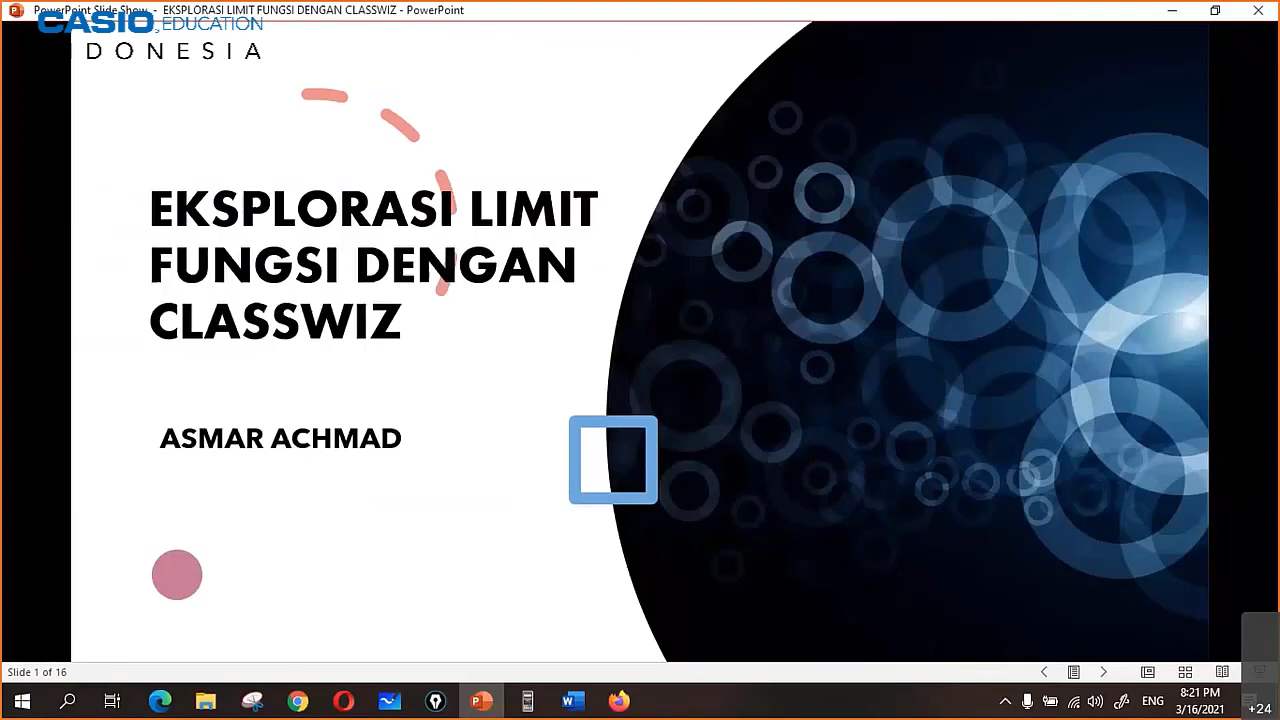 PowerPoint Slide Show - EKSPLORASI LIMIT FUNGSI DENGAN CLASSWIZ - PowerPoint
CASIO EDUCATION
DONESIA
EKSPLORASI LIMIT
FUNGSI DENGAN
CLASSWIZ
ASMAR ACHMAD
Slide 1 of 16
ENG
8:21 PM
3/16/2021
+24